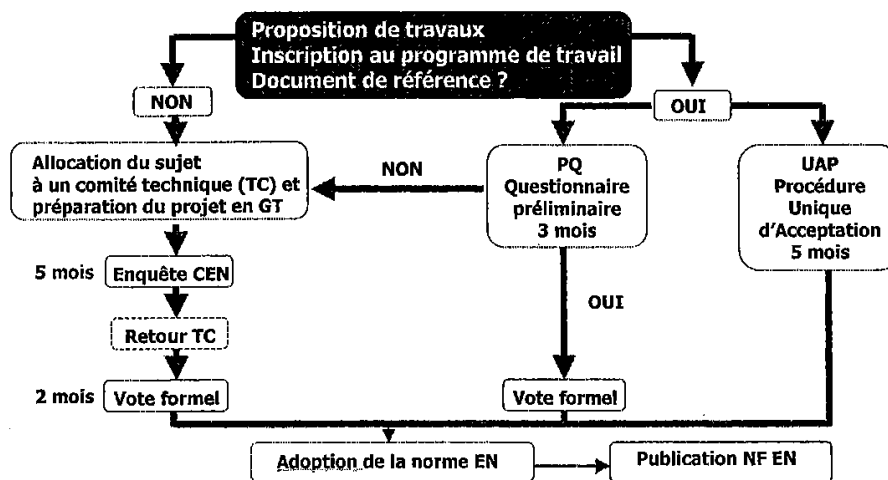 Proposition de travaux
Inscription au programme de travail
Document de référence ?
NON
OUI
Allocation du sujet
à un comité technique (TC) et
préparation du projet en GT
NON
PQ
Questionnaire
préliminaire
3 mois
UAP
Procédure
Unique
d'Acceptation
5 mois
5 mois
Enquête CEN
OUI
Retour TC
2 mois
Vote formel
Vote formel
Adoption de la norme EN
Publication NF EN